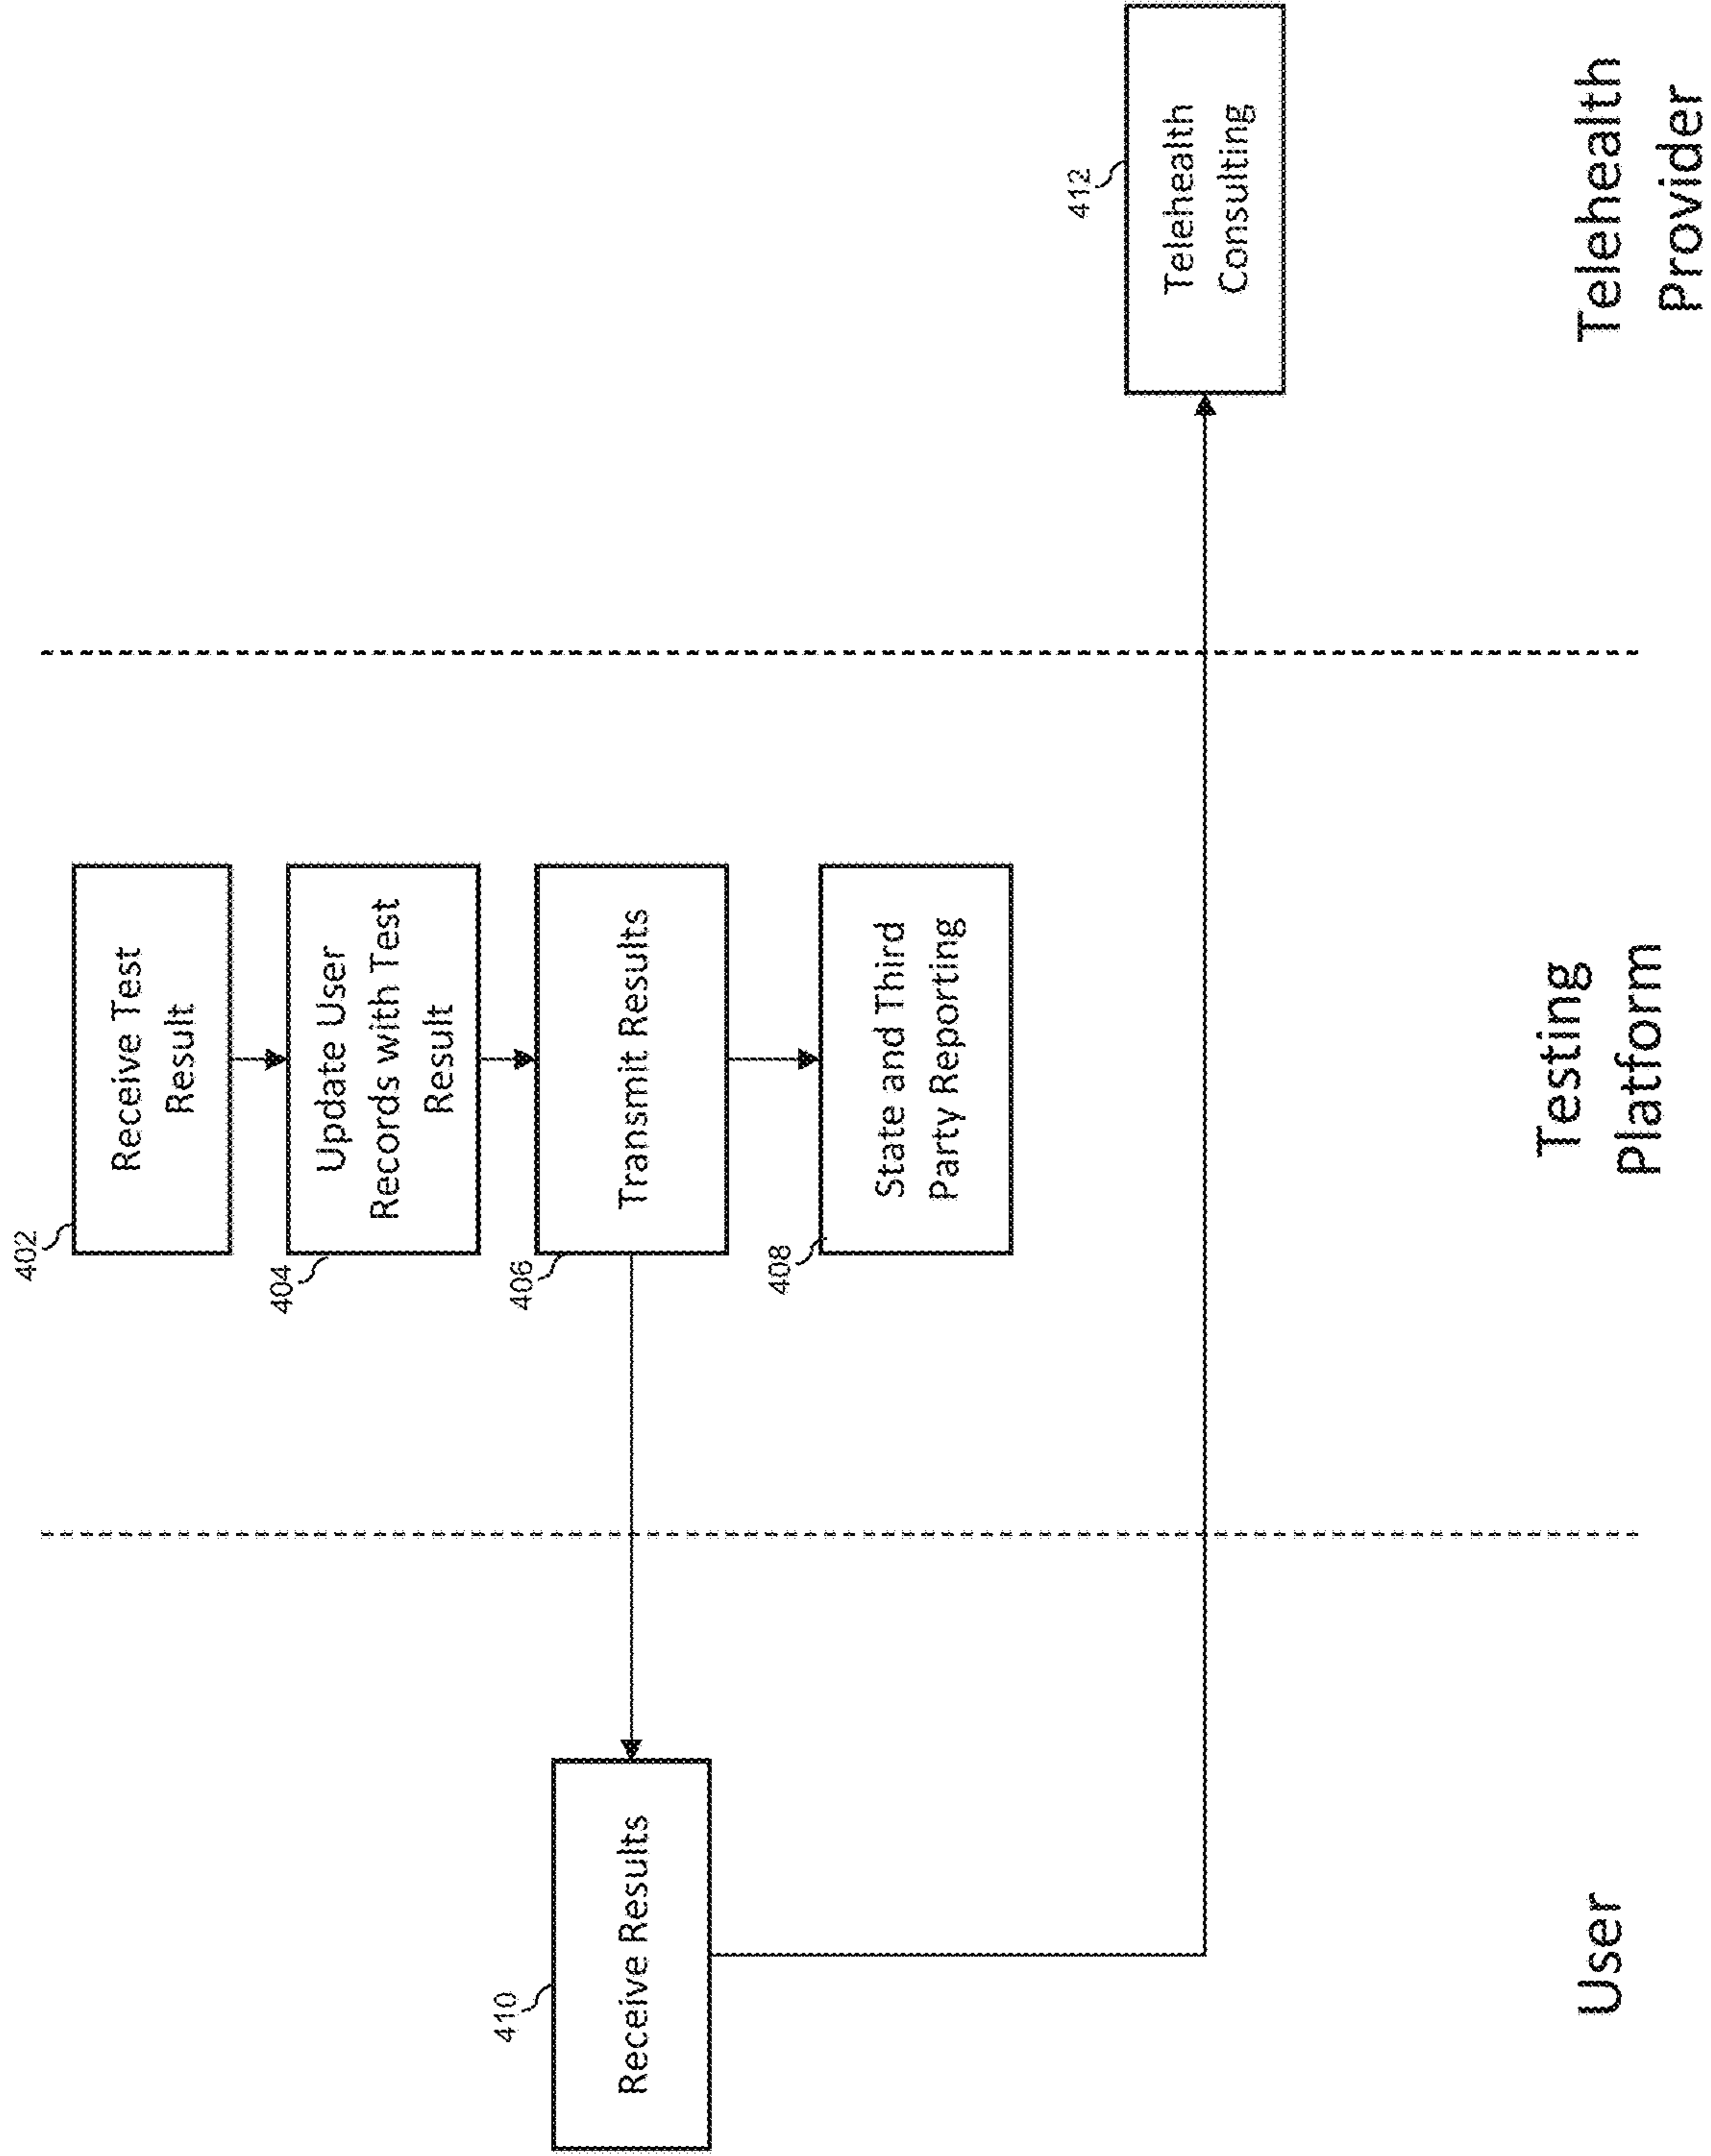 402
Receive Test
Result
404
Update User
Records with Test
Result
410
Receive Results
406
Transmit Results
408
State and Third
Party Reporting
412
Telehealth
Consulting
User
Testing
Platform
Telehealth
Provider